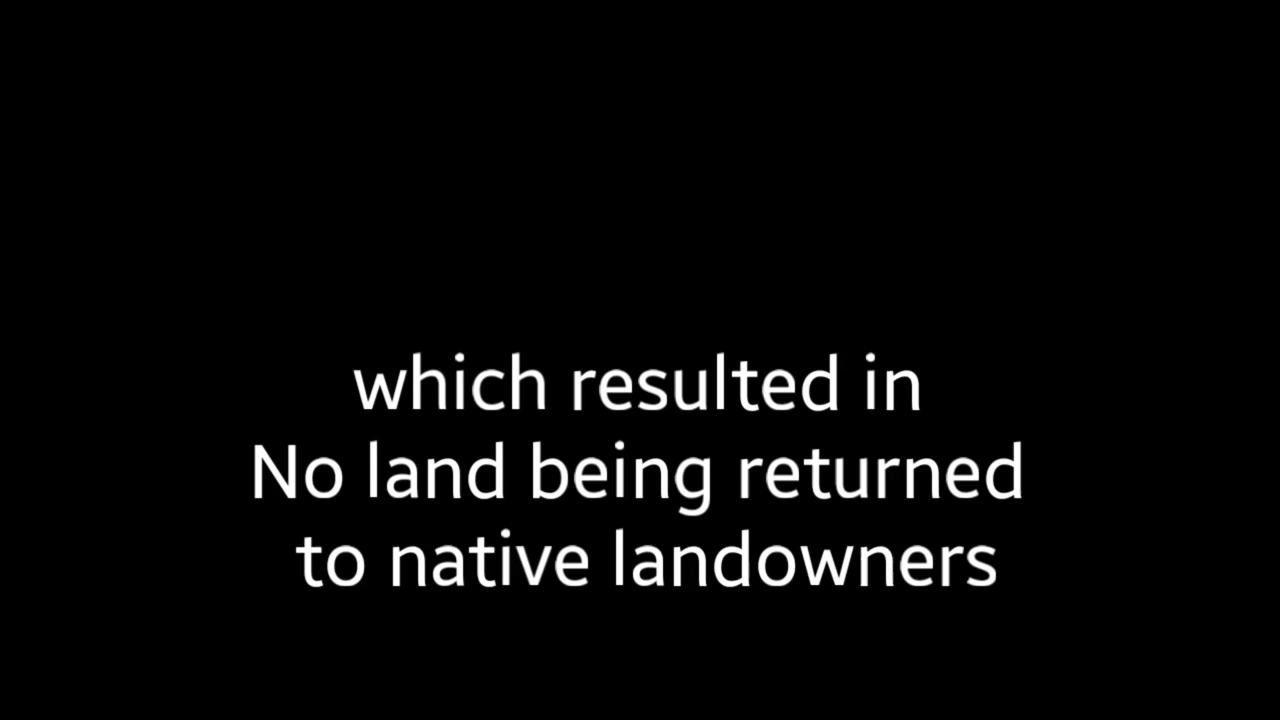 which resulted in
No land being returned
to native landowners